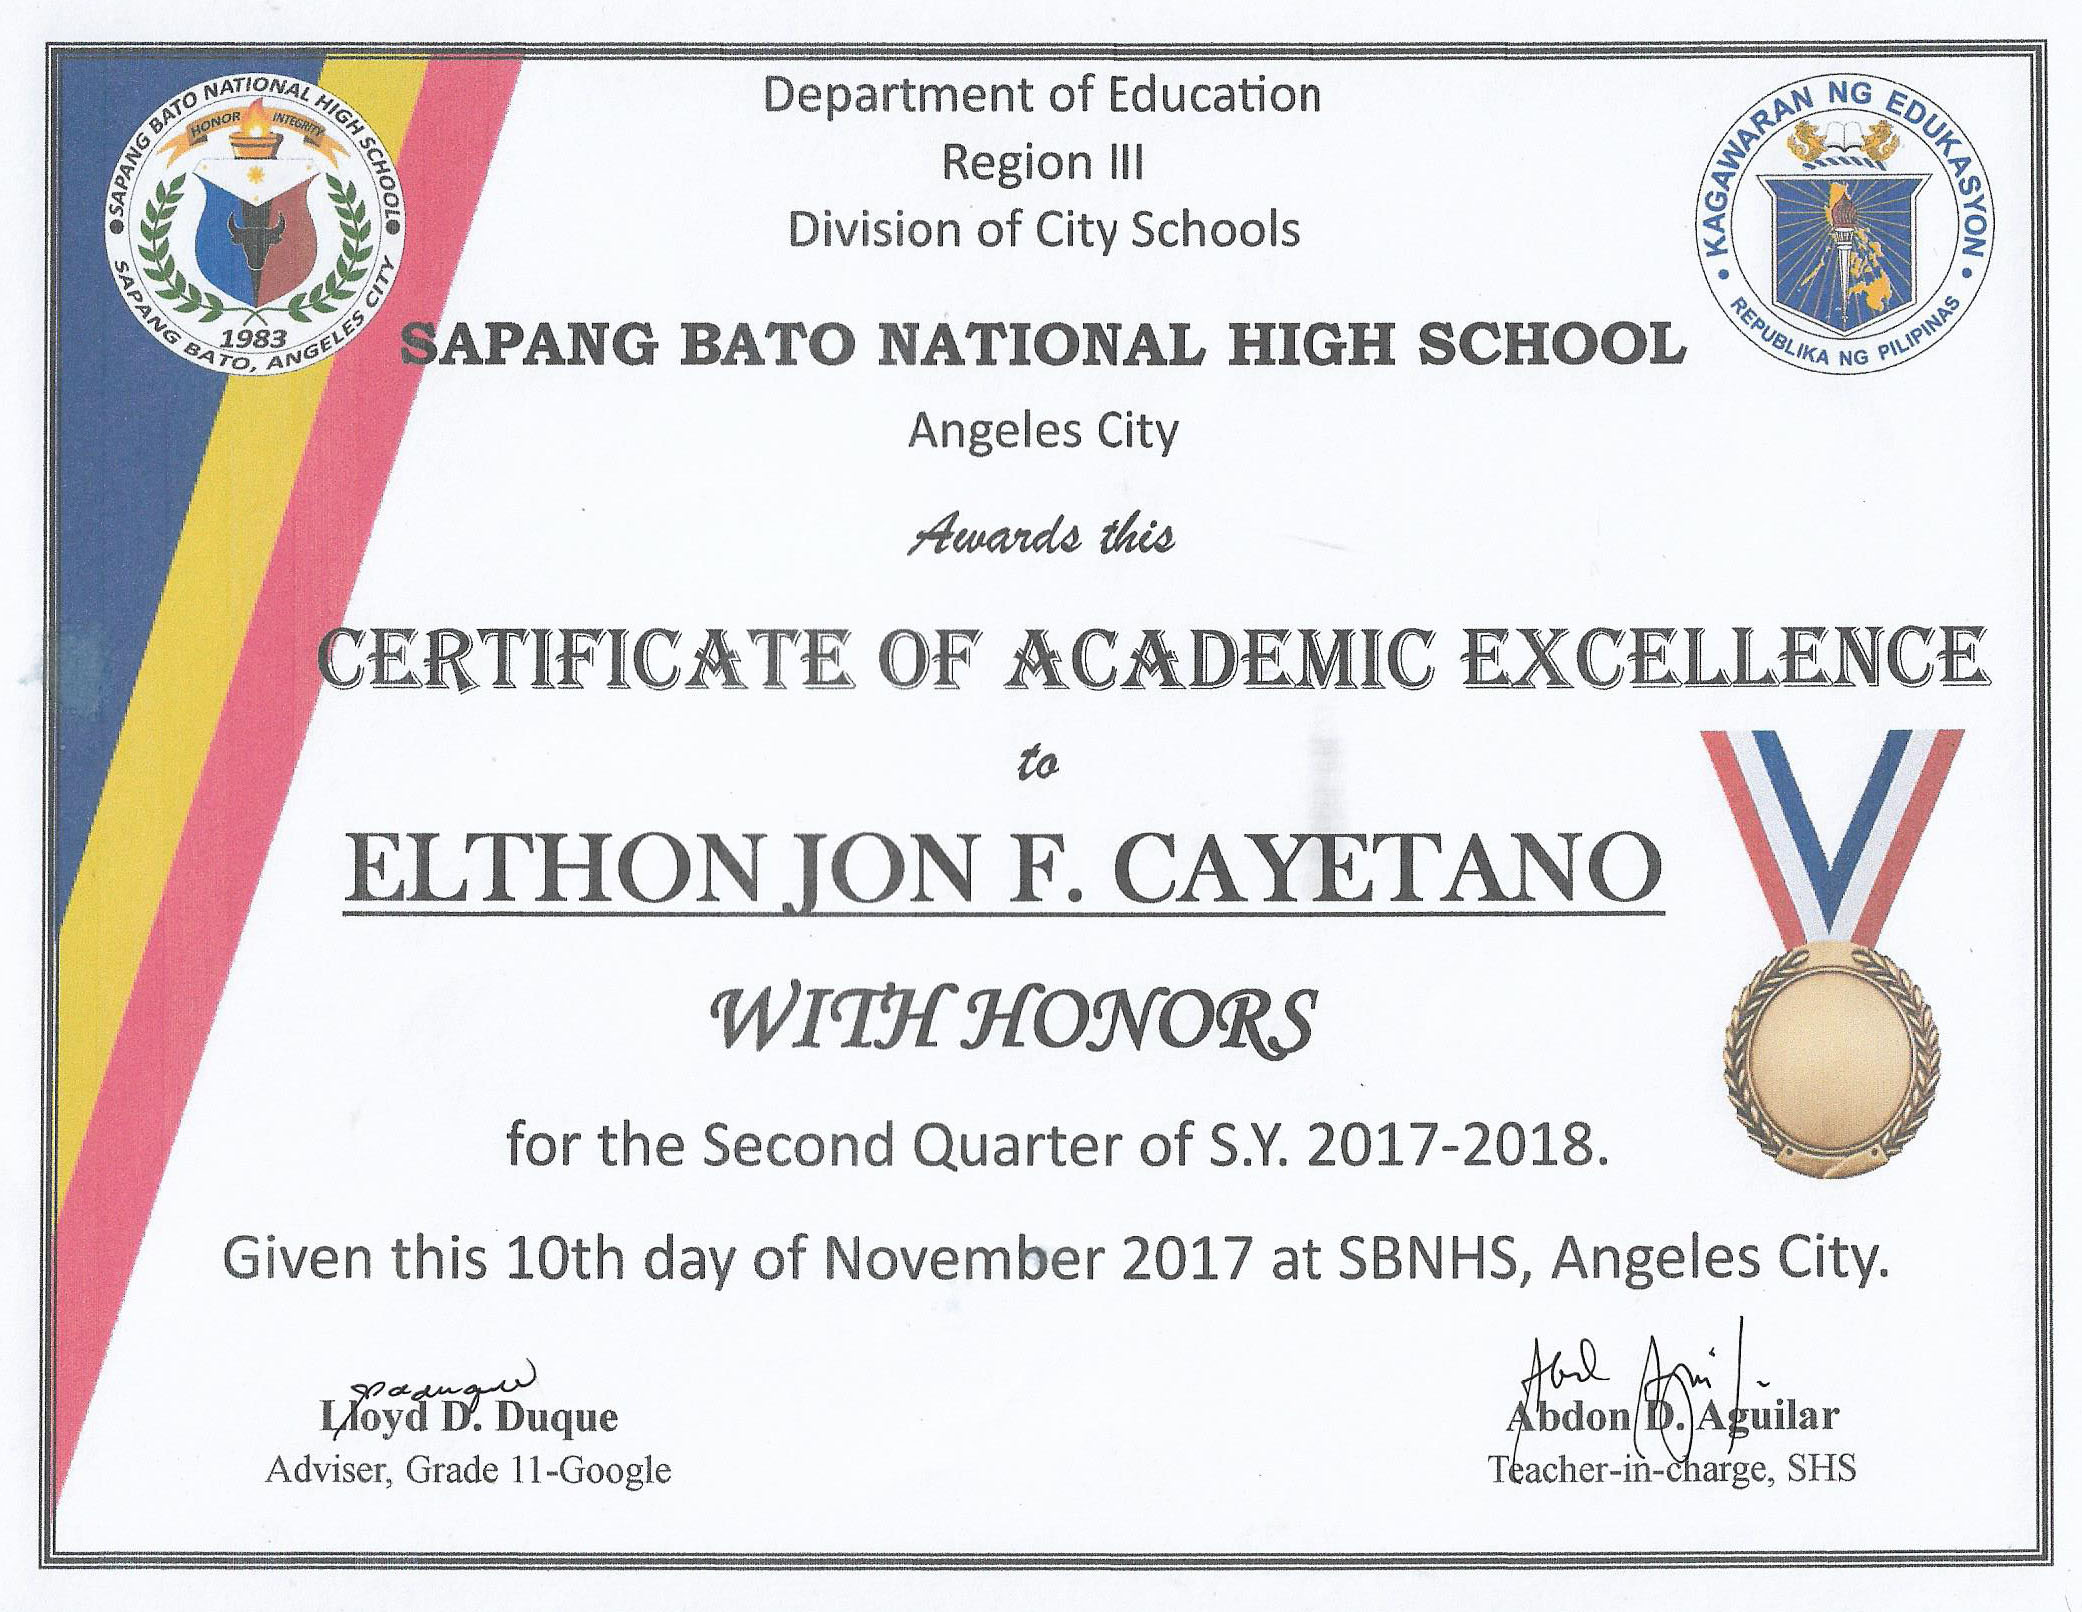 SAPANG BATO NATIONAL HIGH SCHOOL
HONOR INTEGRITY
1983
SAPANG BATO, ANGELES CITY
Department of Education
Region III
Division of City Schools
KAGAWARAN NG EDUKASYON
REPUBLIKA NG PILIPINAS
SAPANG BATO NATIONAL HIGH SCHOOL
Angeles City
Awards this
CERTIFICATE OF ACADEMIC EXCELLENCE
to
ELTHON JON F. CAYETANO
WITH HONORS
for the Second Quarter of S.Y. 2017-2018.
Given this 10th day of November 2017 at SBNHS, Angeles City.
Lloyd D. Duque
Adviser, Grade 11-Google
Abdon D. Aguilar
Teacher-in-charge, SHS